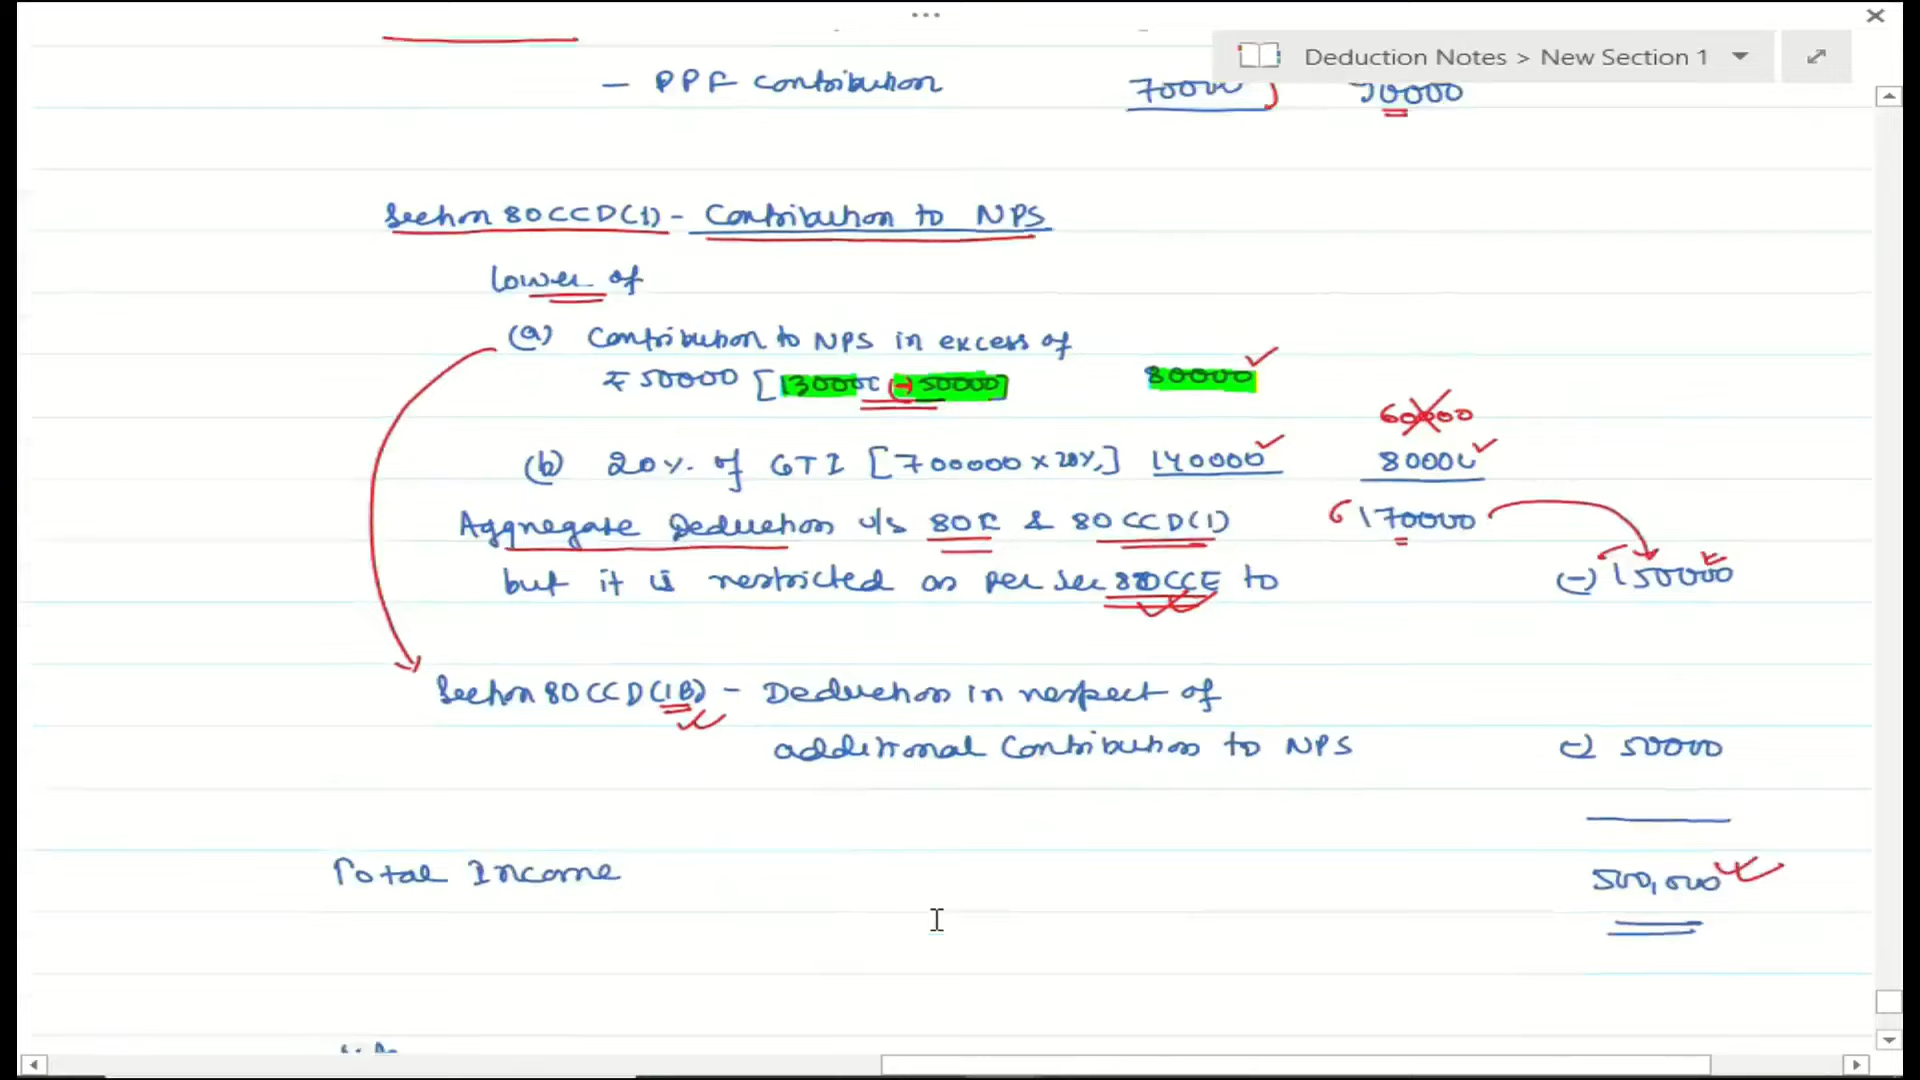 Deduction Notes > New Section 1
- PPF contribution 70000 90000
Section 80CCD(1) - Contribution to NPS
lower of
(a) Contribution to NPS in excess of
₹ 50000 [130000 (-) 50000] 80000
60000
(b) 20%. of GTI [700000 x 20%] 140000 80000
Aggregate Deduction u/s 80C & 80CCD(1) 170000
but it is restricted as per sec 80CCE to (-) 150000
Section 80CCD(1B) - Deduction in respect of
additional Contribution to NPS (-) 50000
Total Income 500,000